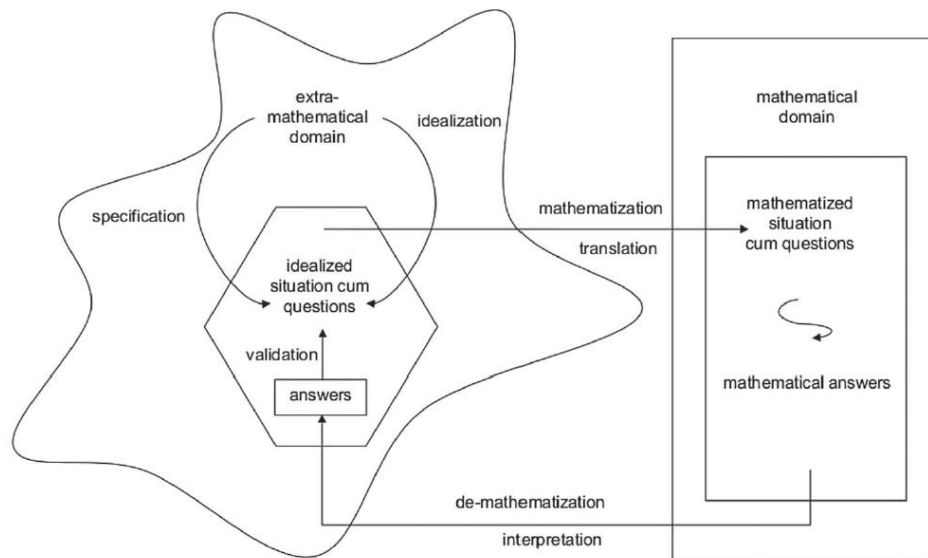 extra-
mathematical
domain
idealization
specification
idealized
situation cum
questions
validation
answers
mathematization
translation
de-mathematization
interpretation
mathematical
domain
mathematized
situation
cum questions
mathematical answers